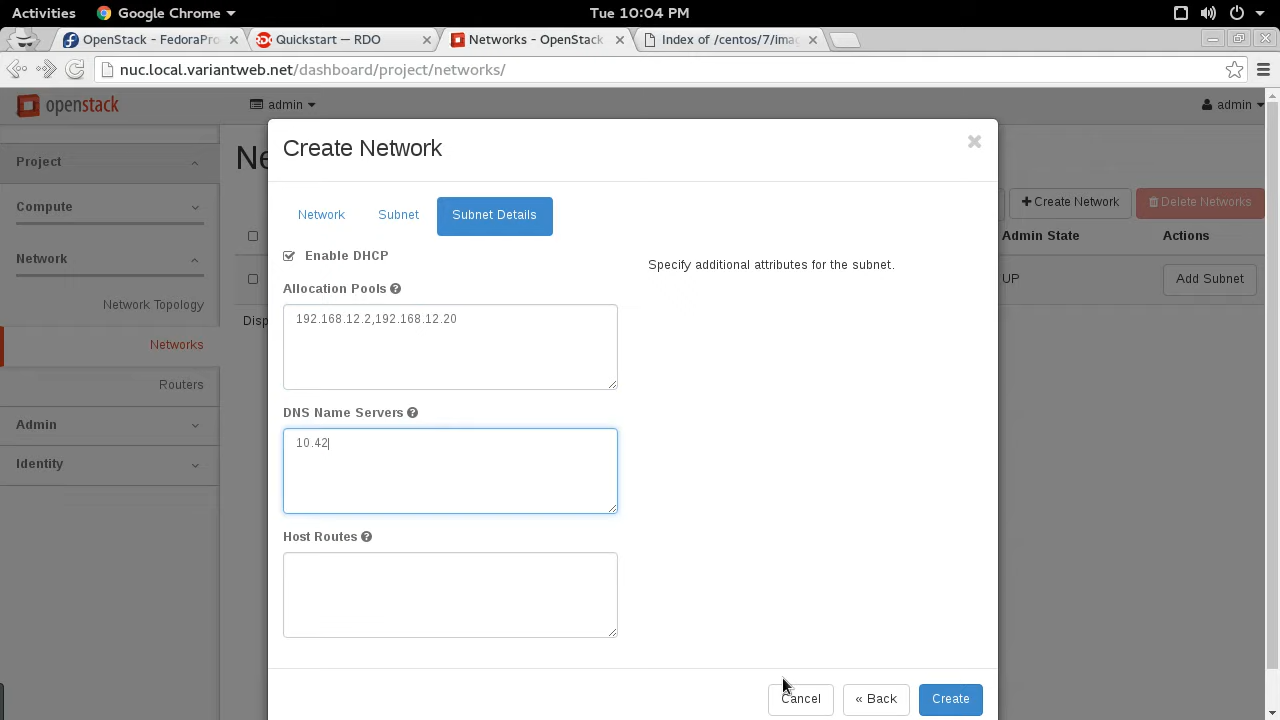 Activities Google Chrome Tue 10:04 PM
OpenStack - FedoraPro Quickstart — RDO Networks - OpenStack Index of /centos/7/imag
nuc.local.variantweb.net/dashboard/project/networks/
openstack admin admin
Create Network
Project
Ne
Compute
Network Subnet Subnet Details
Create Network Delete Networks
Admin State Actions
Network
Enable DHCP
Specify additional attributes for the subnet.
UP Add Subnet
Allocation Pools
Network Topology
192.168.12.2,192.168.12.20
Disp
Networks
Routers
DNS Name Servers
Admin
10.42
Identity
Host Routes
Cancel « Back Create